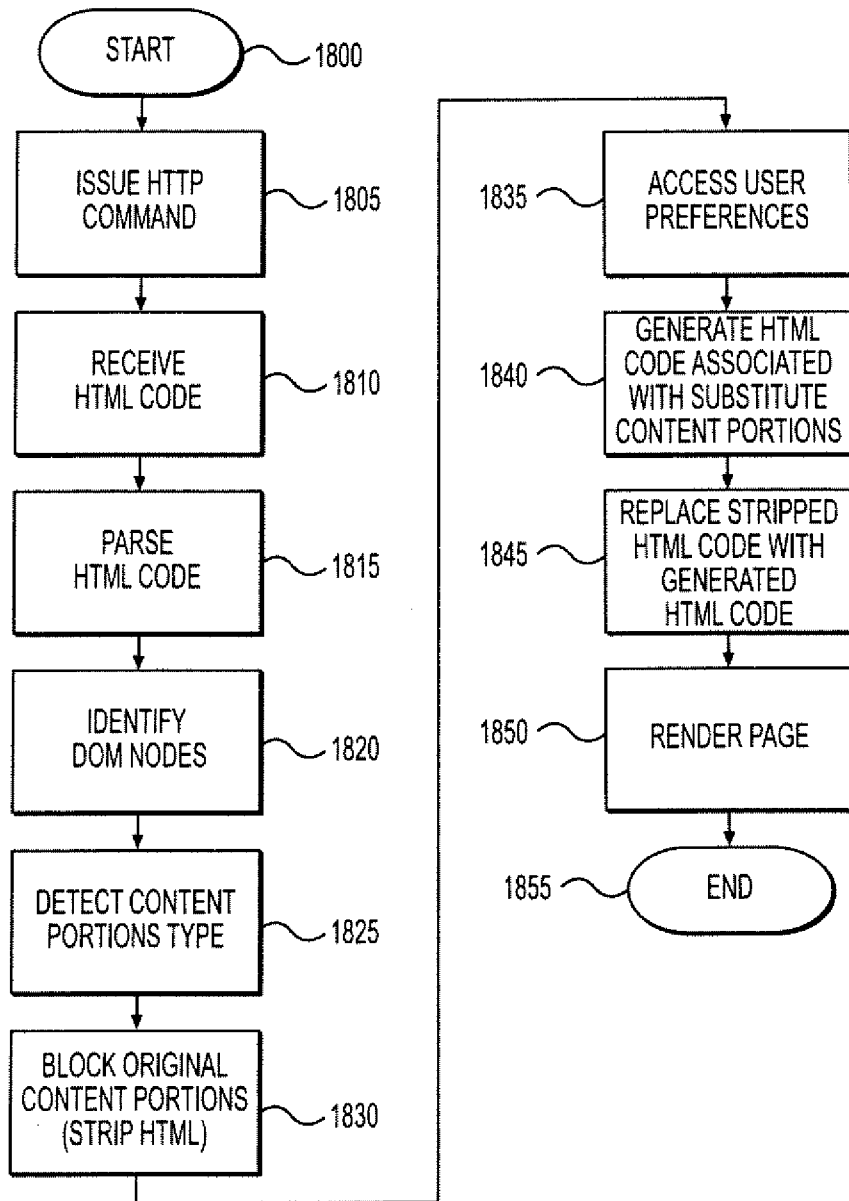 START
1800
ISSUE HTTP
COMMAND
1805
RECEIVE
HTML CODE
1810
PARSE
HTML CODE
1815
IDENTIFY
DOM NODES
1820
DETECT CONTENT
PORTIONS TYPE
1825
BLOCK ORIGINAL
CONTENT PORTIONS
(STRIP HTML)
1830
1835
ACCESS USER
PREFERENCES
1840
GENERATE HTML
CODE ASSOCIATED
WITH SUBSTITUTE
CONTENT PORTIONS
1845
REPLACE STRIPPED
HTML CODE WITH
GENERATED
HTML CODE
1850
RENDER PAGE
1855
END